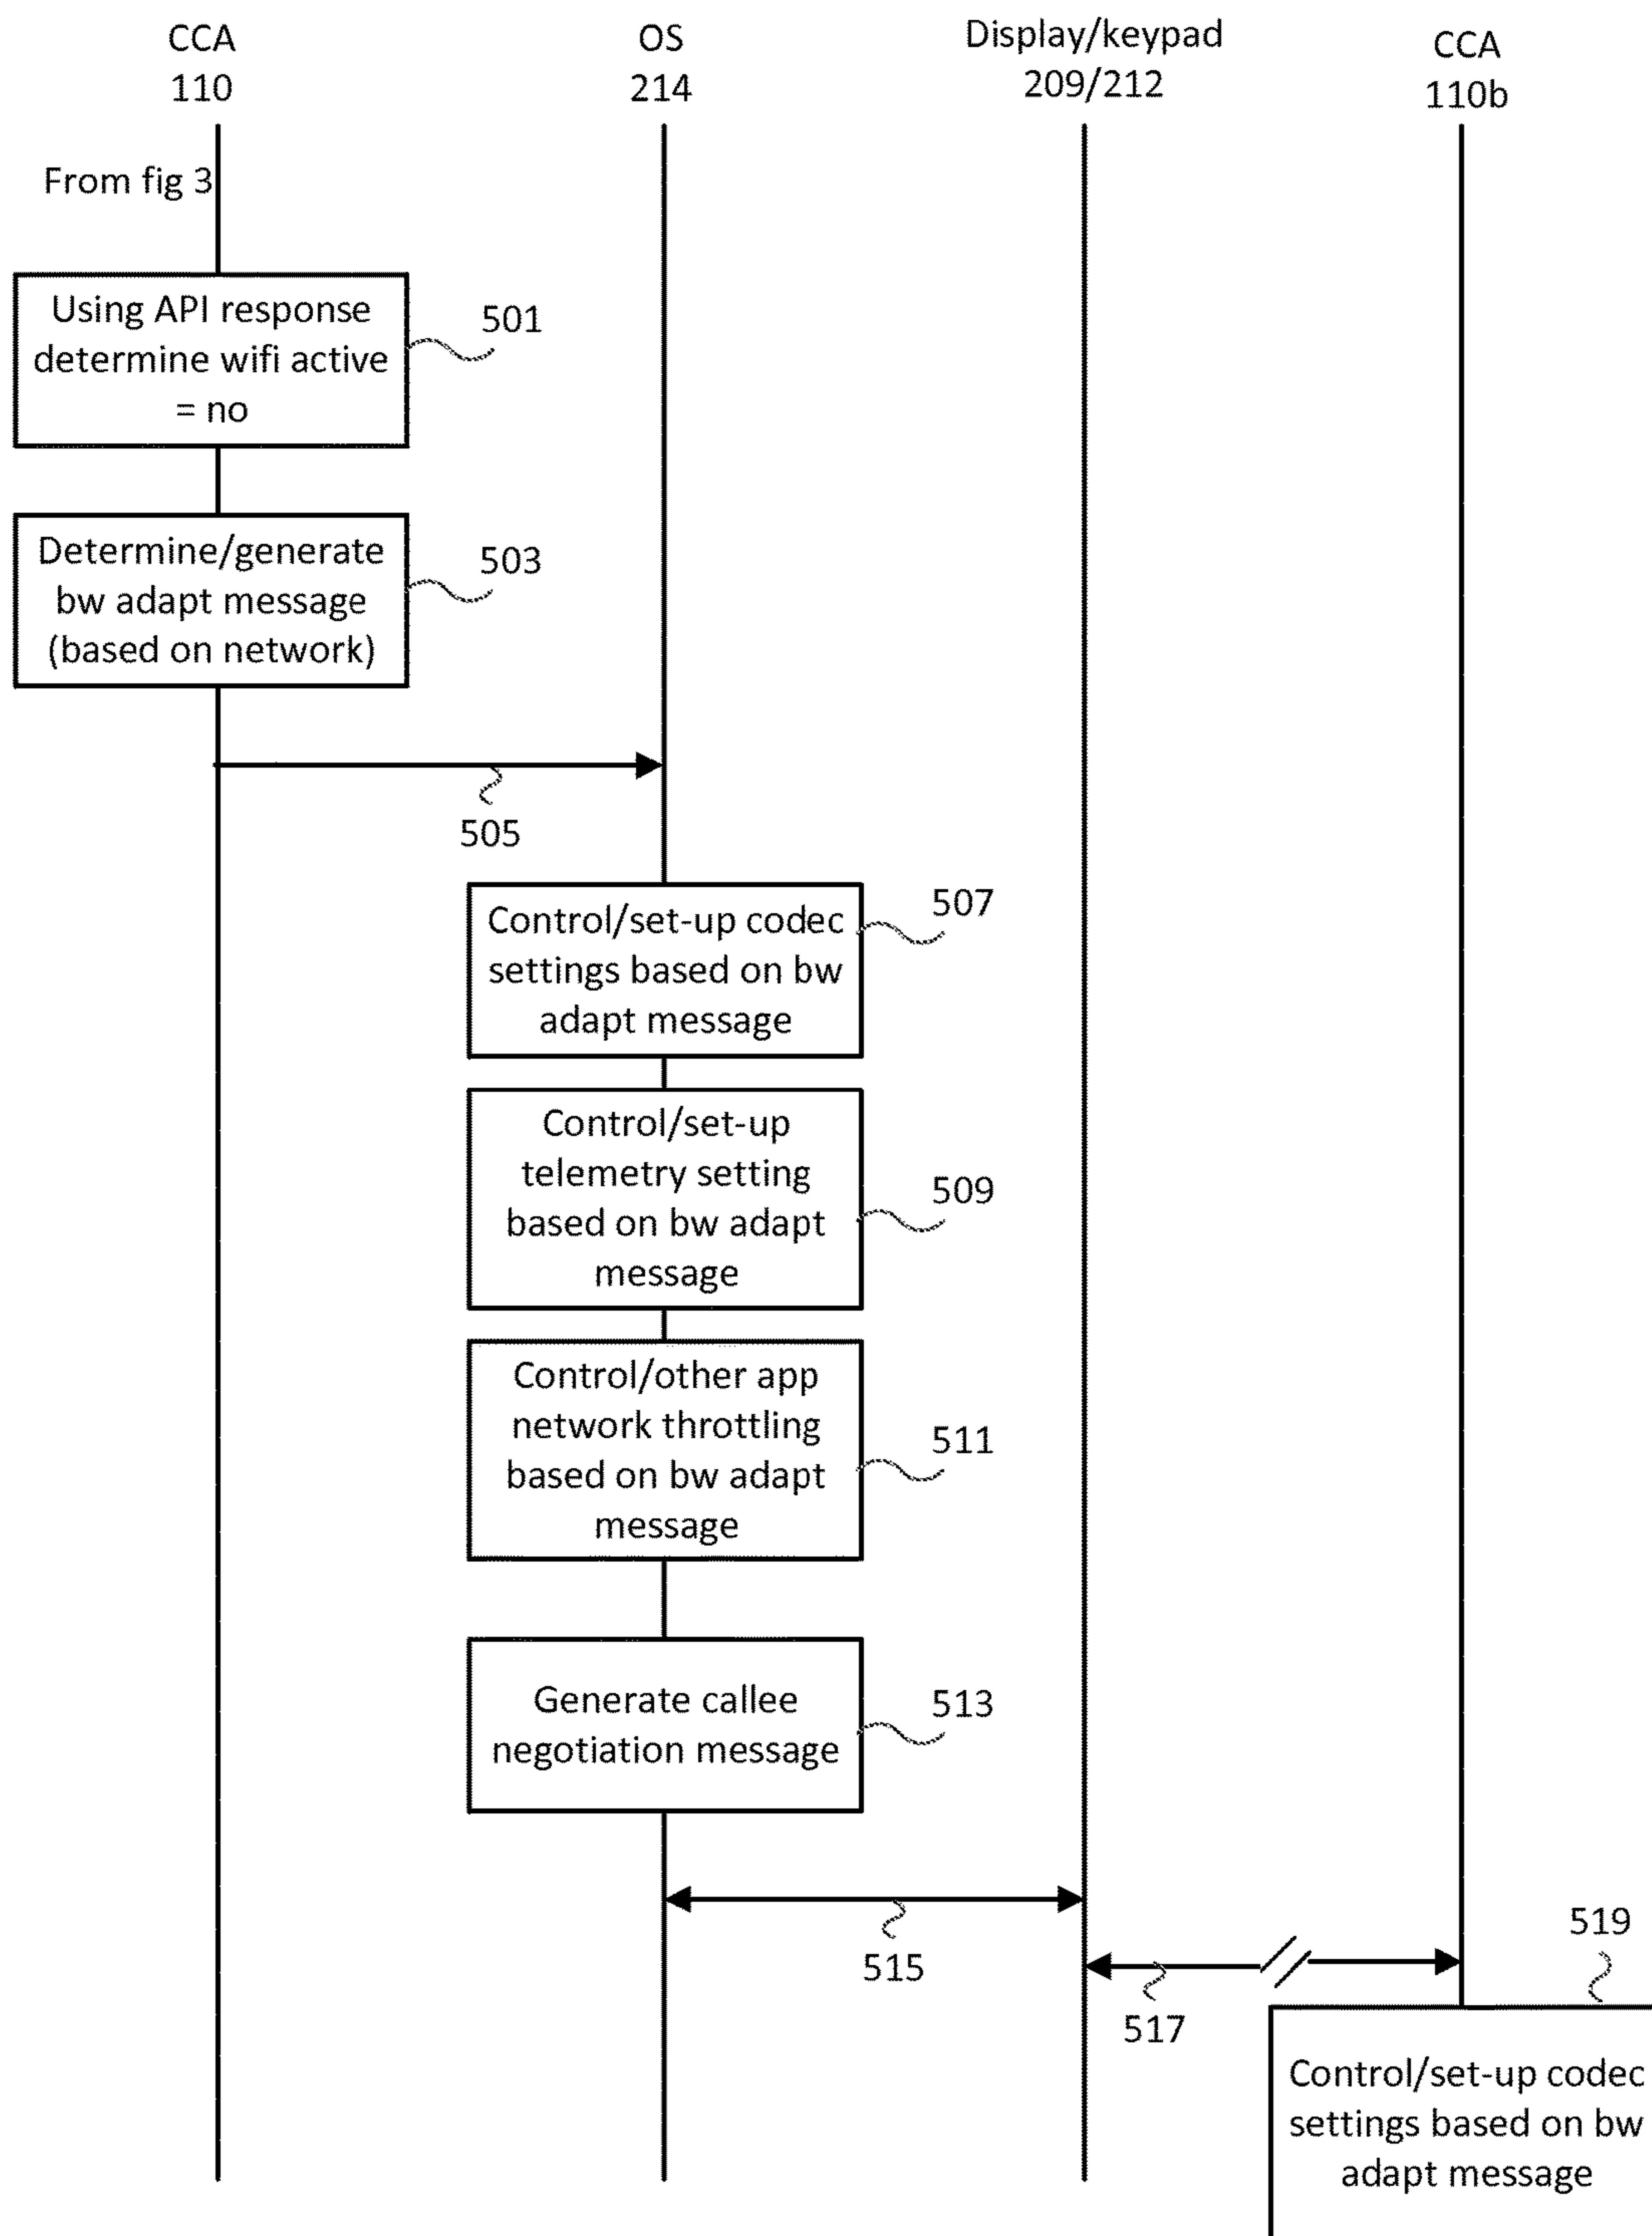 CCA
110
OS
214
Display/keypad
209/212
CCA
110b
From fig 3
Using API response
determine wifi active
= no
501
Determine/generate
bw adapt message
(based on network)
503
505
Control/set-up codec
settings based on bw
adapt message
507
Control/set-up
telemetry setting
based on bw adapt
message
509
Control/other app
network throttling
based on bw adapt
message
511
Generate callee
negotiation message
513
515
517
519
Control/set-up codec
settings based on bw
adapt message